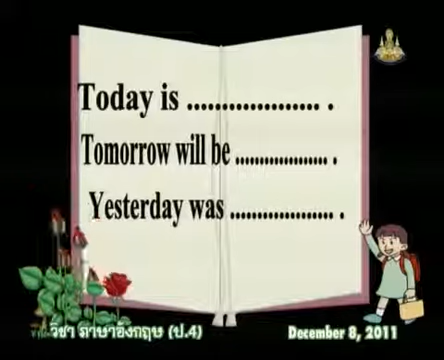 Today is ................... .
Tomorrow will be ................... .
Yesterday was ................... .
วิชา ภาษาอังกฤษ (ป.4)
December 8, 2011